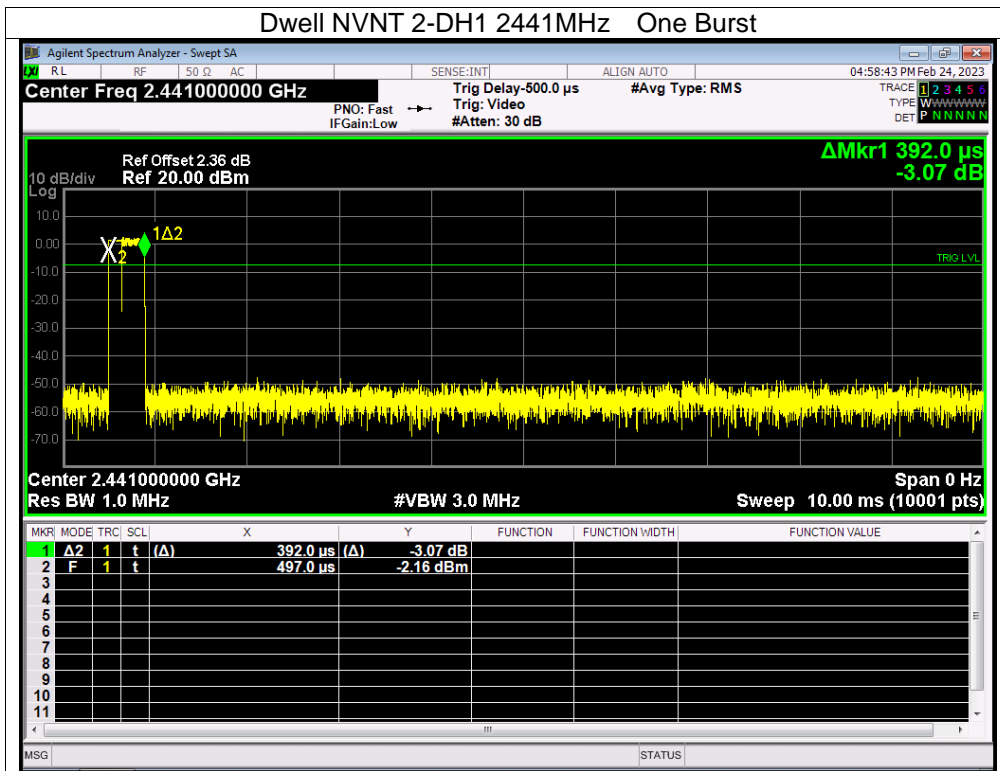 Dwell NVNT 2-DH1 2441MHz One Burst
Agilent Spectrum Analyzer - Swept SA
LXI RL RF 50 Ω AC SENSE:INT ALIGN AUTO 04:58:43 PM Feb 24, 2023
Center Freq 2.441000000 GHz
PNO: Fast
IFGain:Low
Trig Delay-500.0 µs
Trig: Video
#Atten: 30 dB
#Avg Type: RMS
TRACE 1 2 3 4 5 6
TYPE WWWWWW
DET P N N N N N
ΔMkr1 392.0 µs
-3.07 dB
Ref Offset 2.36 dB
10 dB/div Ref 20.00 dBm
Log
10.0
0.00
-10.0
-20.0
-30.0
-40.0
-50.0
-60.0
-70.0
X2
1Δ2
TRIG LVL
Center 2.441000000 GHz Span 0 Hz
Res BW 1.0 MHz #VBW 3.0 MHz Sweep 10.00 ms (10001 pts)
MKR MODE TRC SCL X Y FUNCTION FUNCTION WIDTH FUNCTION VALUE
1 Δ2 1 t (Δ) 392.0 µs (Δ) -3.07 dB
2 F 1 t 497.0 µs -2.16 dBm
3
4
5
6
7
8
9
10
11
MSG STATUS